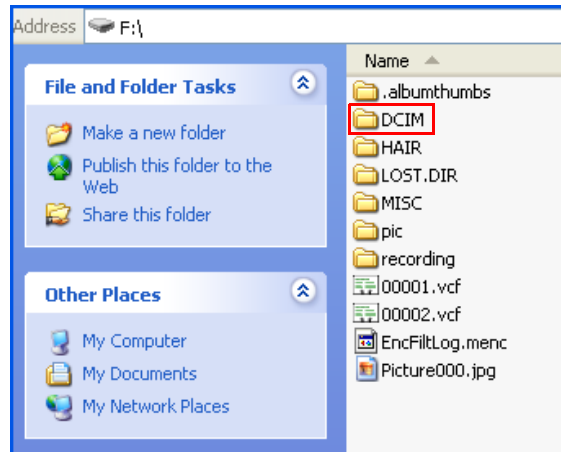 Address F:\
File and Folder Tasks
Make a new folder
Publish this folder to the
Web
Share this folder
Other Places
My Computer
My Documents
My Network Places
Name
.albumthumbs
DCIM
HAIR
LOST.DIR
MISC
pic
recording
00001.vcf
00002.vcf
EncFiltLog.menc
Picture000.jpg